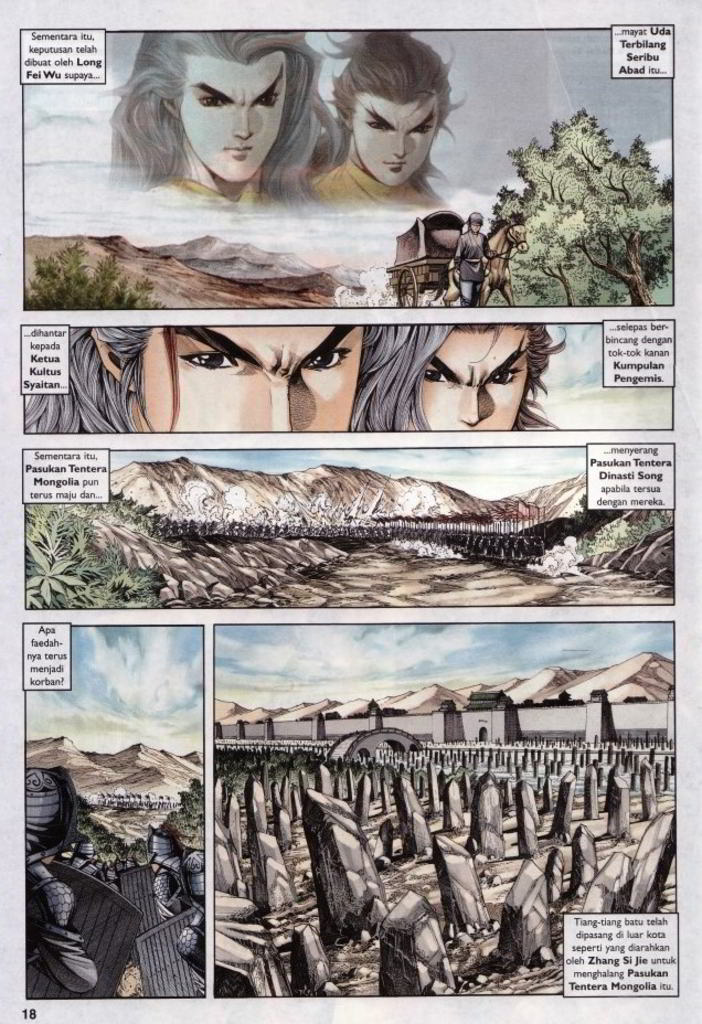 Sementara itu,
keputusan telah
dibuat oleh Long
Fei Wu supaya...
...mayat Uda
Terbilang
Seribu
Abad itu...
...dihantar
kepada
Ketua
Kultus
Syaitan...
...selepas ber-
bincang dengan
tok-tok kanan
Kumpulan
Pengemis.
Sementara itu,
Pasukan Tentera
Mongolia pun
terus maju dan...
...menyerang
Pasukan Tentera
Dinasti Song
apabila tersua
dengan mereka.
Apa
faedah-
nya terus
menjadi
korban?
Tiang-tiang batu telah
dipasang di luar kota
seperti yang diarahkan
oleh Zhang Si Jie untuk
menghalang Pasukan
Tentera Mongolia itu.
18